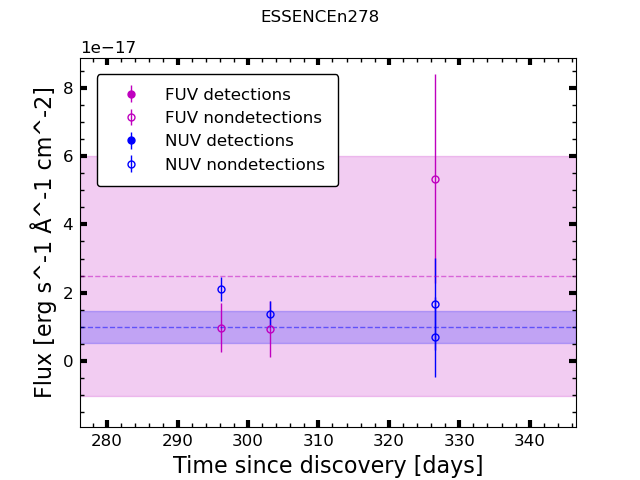 ESSENCEn278
1e−17
FUV detections
FUV nondetections
NUV detections
NUV nondetections
8
6
4
2
0
Flux [erg s^-1 Å^-1 cm^-2]
280 290 300 310 320 330 340
Time since discovery [days]